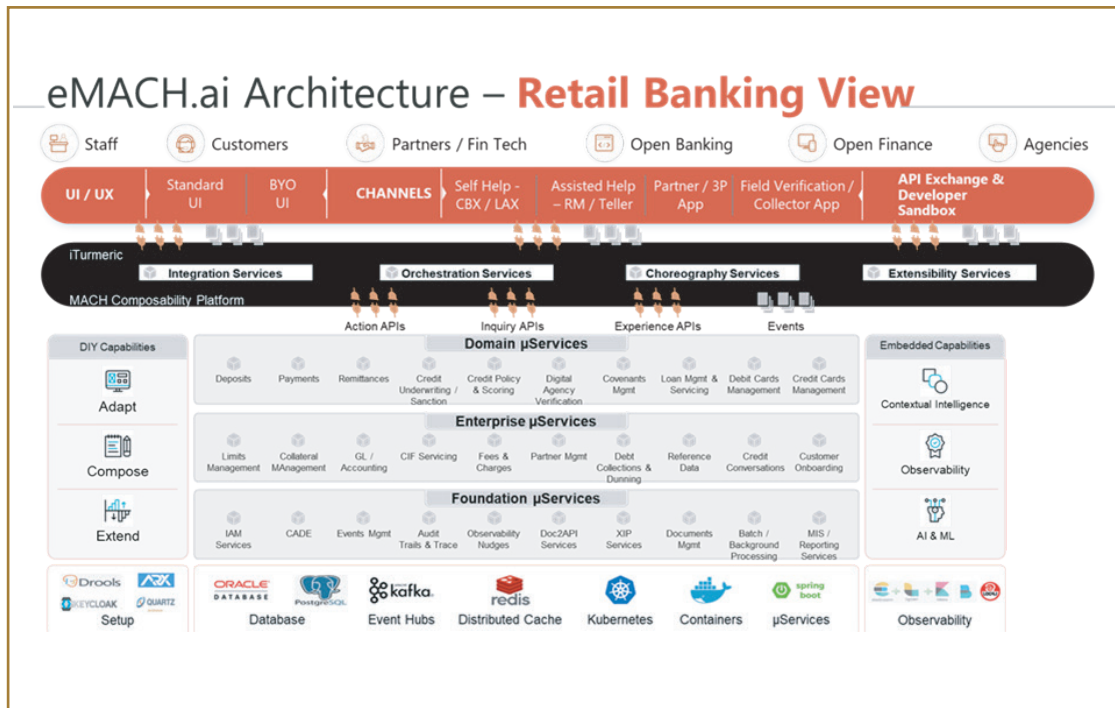 eMACH.ai Architecture – Retail Banking View
Staff
Customers
Partners / Fin Tech
Open Banking
Open Finance
Agencies
UI / UX
Standard
UI
BYO
UI
CHANNELS
Self Help -
CBX / LAX
Assisted Help
– RM / Teller
Partner / 3P
App
Field Verification /
Collector App
API Exchange &
Developer
Sandbox
iTurmeric
Integration Services
Orchestration Services
Choreography Services
Extensibility Services
MACH Composability Platform
Action APIs
Inquiry APIs
Experience APIs
Events
DIY Capabilities
Adapt
Compose
Extend
Domain µServices
Deposits
Payments
Remittances
Credit
Underwriting /
Sanction
Credit Policy
& Scoring
Digital
Agency
Verification
Covenants
Mgmt
Loan Mgmt &
Servicing
Debit Cards
Management
Credit Cards
Management
Enterprise µServices
Limits
Management
Collateral
MAnagement
GL /
Accounting
CIF Servicing
Fees &
Charges
Partner Mgmt
Debt
Collections &
Dunning
Reference
Data
Credit
Conversations
Customer
Onboarding
Foundation µServices
IAM
Services
CADE
Events Mgmt
Audit
Trails & Trace
Observability
Nudges
Doc2API
Services
XIP
Services
Documents
Mgmt
Batch /
Background
Processing
MIS /
Reporting
Services
Embedded Capabilities
Contextual Intelligence
Observability
AI & ML
Drools
ARX
KEYCLOAK
QUARTZ
Setup
ORACLE
DATABASE
PostgreSQL
Database
kafka.
Event Hubs
redis
Distributed Cache
Kubernetes
Containers
spring
boot
µServices
Observability